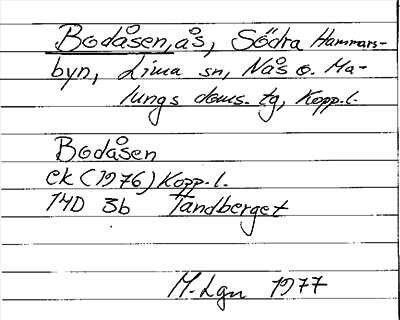 Bodåsen, ås, Södra Hammars-
byn, Lima sn, Nås o. Ma-
lungs doms. tg, Kopp. l.
Bodåsen
ek (1976) Kopp. l.
14D 3b Tandberget
M. Lgn 1977